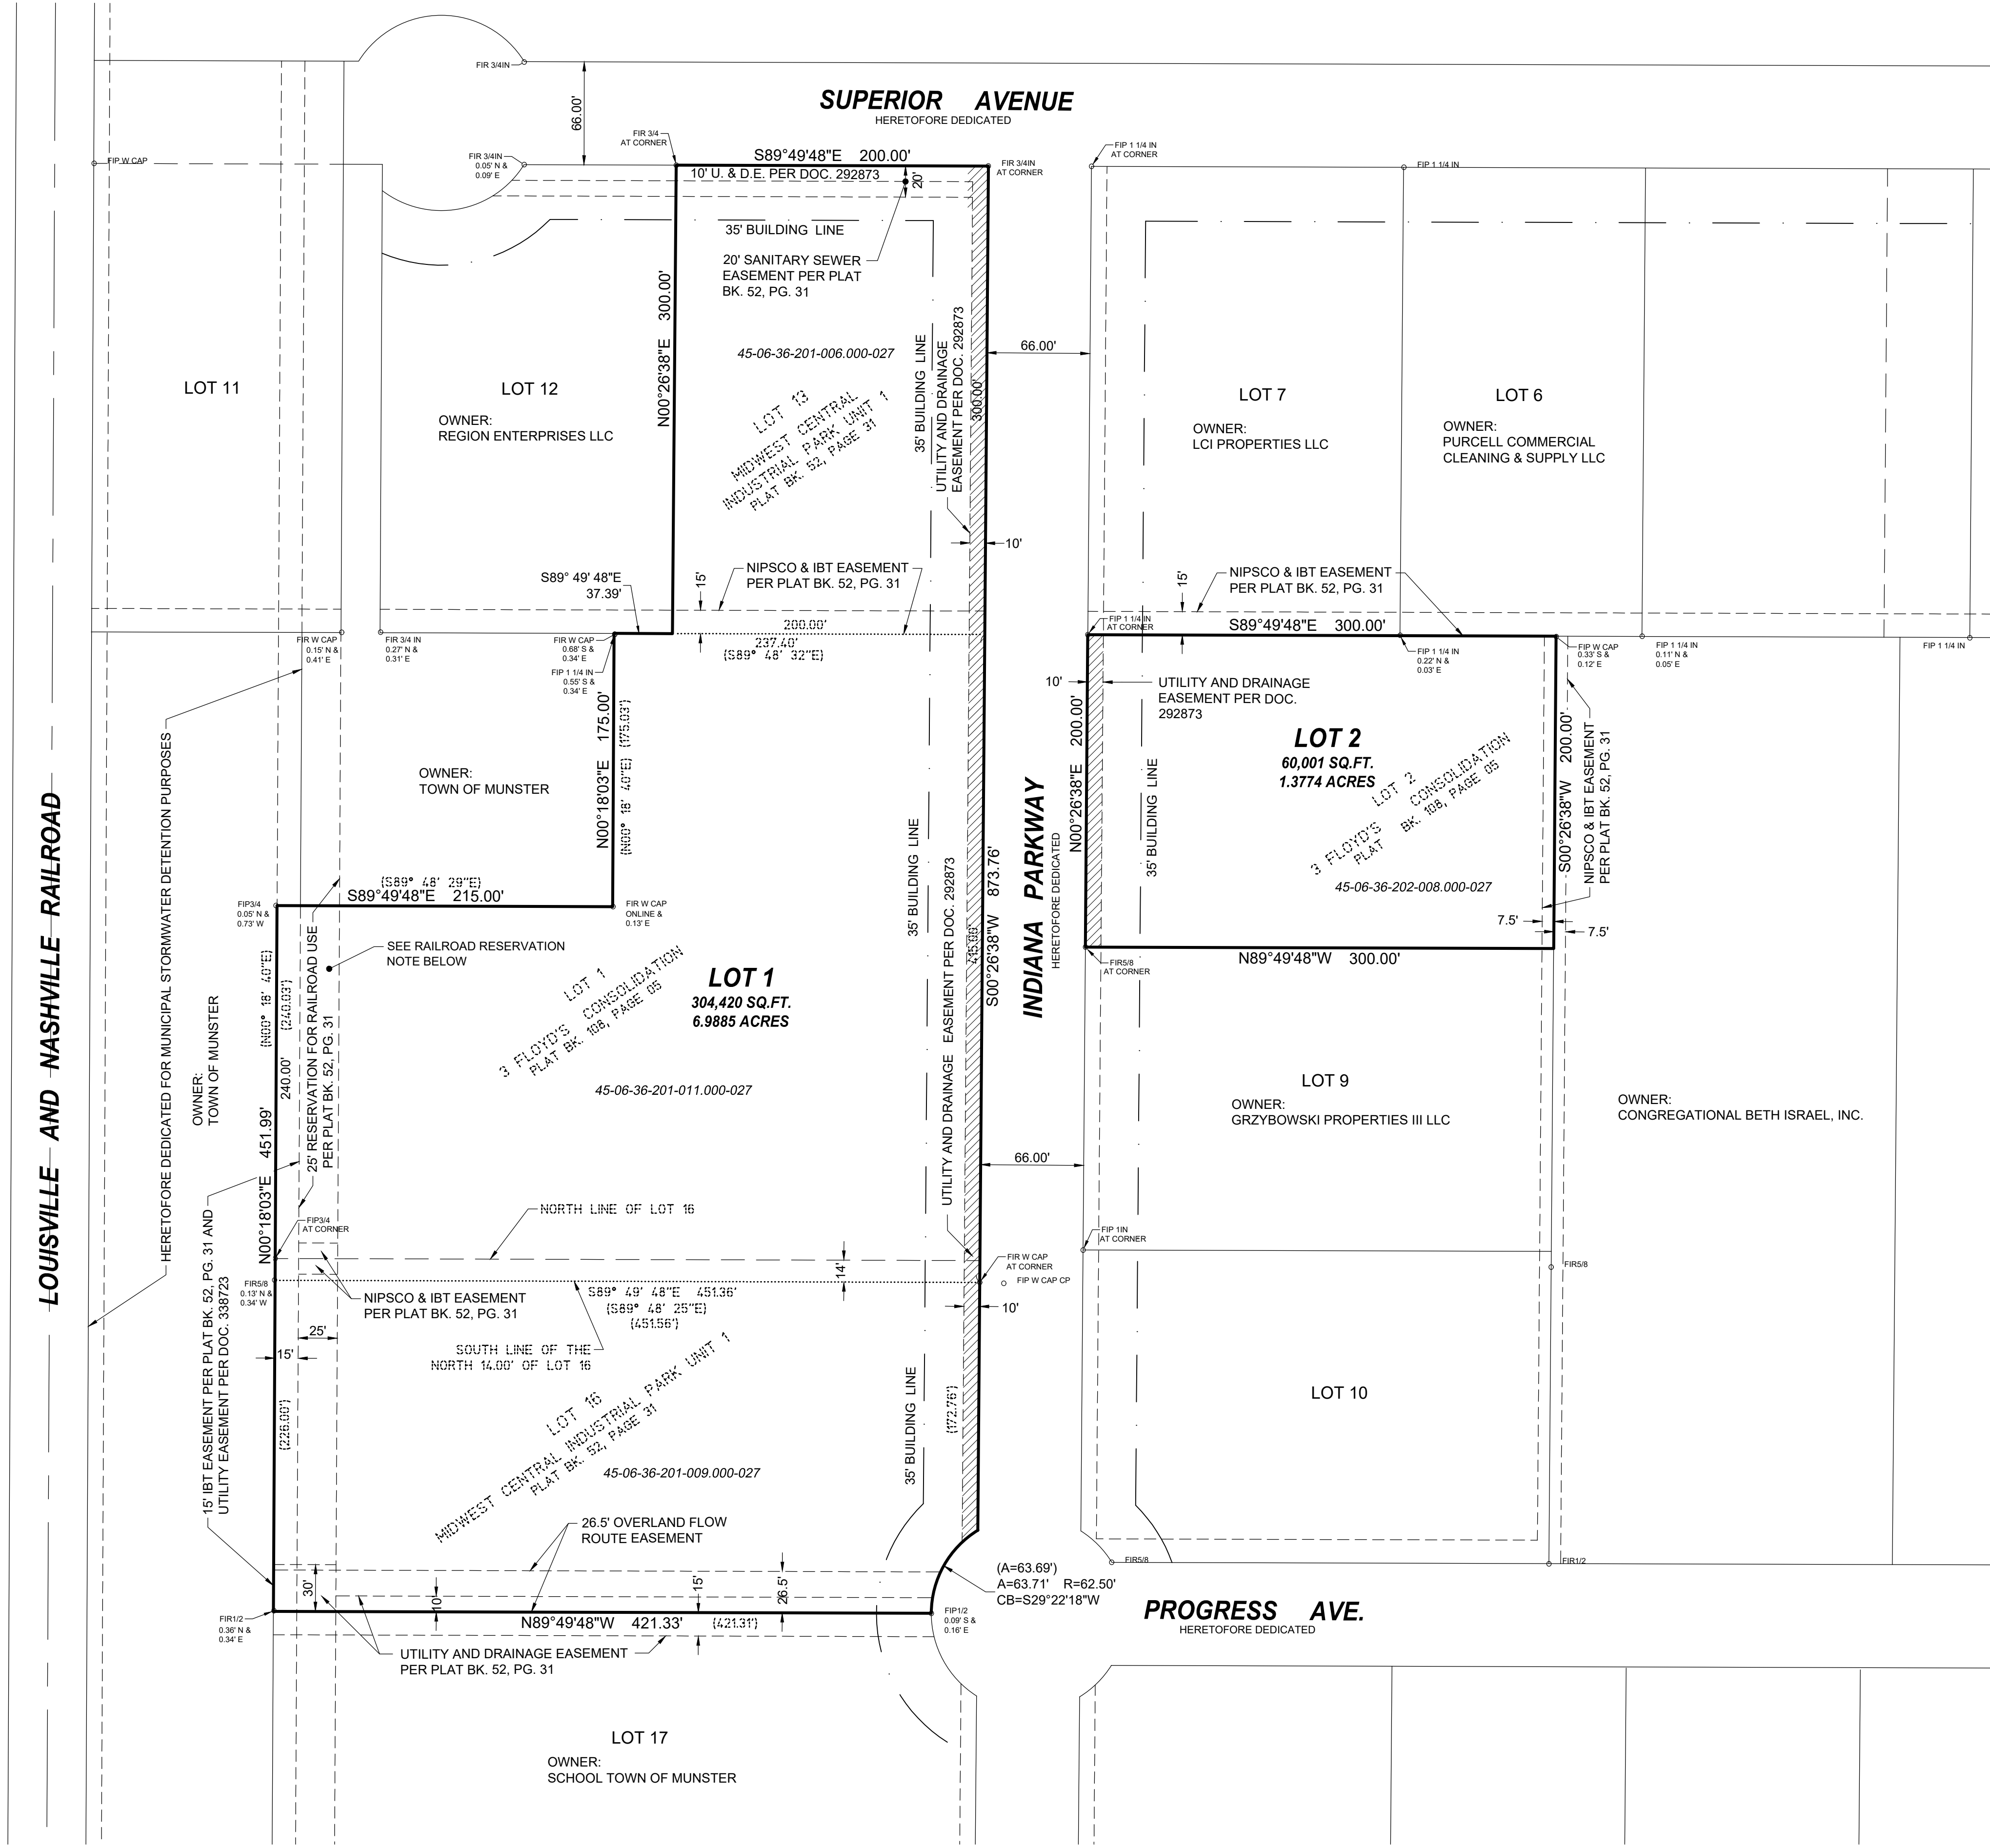 FIR 3/4IN
66.00'
SUPERIOR AVENUE
HERETOFORE DEDICATED
FIR 3/4
AT CORNER
FIP W CAP
FIR 3/4IN
0.05' N &
0.09' E
S89°49'48"E 200.00'
10' U. & D.E. PER DOC. 292873
20'
FIR 3/4IN
AT CORNER
FIP 1 1/4 IN
AT CORNER
FIP 1 1/4 IN
35' BUILDING LINE
20' SANITARY SEWER
EASEMENT PER PLAT
BK. 52, PG. 31
N00°26'38"E 300.00'
45-06-36-201-006.000-027
35' BUILDING LINE
UTILITY AND DRAINAGE
EASEMENT PER DOC. 292873
300.00'
66.00'
LOT 11
LOT 12
OWNER:
REGION ENTERPRISES LLC
LOT 13
MIDWEST CENTRAL
INDUSTRIAL PARK UNIT 1
PLAT BK. 52, PAGE 31
LOT 7
OWNER:
LCI PROPERTIES LLC
LOT 6
OWNER:
PURCELL COMMERCIAL
CLEANING & SUPPLY LLC
10'
S89° 49' 48"E
37.39'
15'
NIPSCO & IBT EASEMENT
PER PLAT BK. 52, PG. 31
15'
NIPSCO & IBT EASEMENT
PER PLAT BK. 52, PG. 31
200.00'
237.40'
(S89° 48' 32"E)
FIR W CAP
0.15' N &
0.41' E
FIR 3/4 IN
0.27' N &
0.31' E
FIR W CAP
0.68' S &
0.34' E
FIP 1 1/4 IN
0.55' S &
0.34' E
FIP 1 1/4 IN
AT CORNER
S89°49'48"E 300.00'
FIP 1 1/4 IN
0.22' N &
0.03' E
FIP W CAP
0.33' S &
0.12' E
FIP 1 1/4 IN
0.11' N &
0.05' E
FIP 1 1/4 IN
10'
UTILITY AND DRAINAGE
EASEMENT PER DOC.
292873
N00°18'03"E 175.00'
(N00° 18' 40"E) (175.03')
N00°26'38"E 200.00'
35' BUILDING LINE
LOT 2
60,001 SQ.FT.
1.3774 ACRES
LOT 2
3 FLOYD'S CONSOLIDATION
PLAT BK. 108, PAGE 05
45-06-36-202-008.000-027
S00°26'38"W 200.00'
NIPSCO & IBT EASEMENT
PER PLAT BK. 52, PG. 31
7.5'
7.5'
N89°49'48"W 300.00'
FIR5/8
AT CORNER
OWNER:
TOWN OF MUNSTER
HERETOFORE DEDICATED FOR MUNICIPAL STORMWATER DETENTION PURPOSES
LOUISVILLE AND NASHVILLE RAILROAD
(S89° 48' 29"E)
S89°49'48"E 215.00'
FIP3/4
0.05' N &
0.73' W
FIR W CAP
ONLINE &
0.13' E
SEE RAILROAD RESERVATION
NOTE BELOW
35' BUILDING LINE
UTILITY AND DRAINAGE EASEMENT PER DOC. 292873
415.00'
S00°26'38"W 873.76'
INDIANA PARKWAY
HERETOFORE DEDICATED
OWNER:
TOWN OF MUNSTER
(N00° 18' 40"E)
(240.03')
240.00'
N00°18'03"E 451.99'
25' RESERVATION FOR RAILROAD USE
PER PLAT BK. 52, PG. 31
LOT 1
3 FLOYD'S CONSOLIDATION
PLAT BK. 108, PAGE 05
LOT 1
304,420 SQ.FT.
6.9885 ACRES
45-06-36-201-011.000-027
LOT 9
OWNER:
GRZYBOWSKI PROPERTIES III LLC
OWNER:
CONGREGATIONAL BETH ISRAEL, INC.
66.00'
NORTH LINE OF LOT 16
FIP3/4
AT CORNER
FIP 1IN
AT CORNER
14'
FIR W CAP
AT CORNER
FIP W CAP CP
FIR5/8
FIR5/8
0.13' N &
0.34' W
NIPSCO & IBT EASEMENT
PER PLAT BK. 52, PG. 31
S89° 49' 48"E 451.36'
(S89° 48' 25"E)
(451.56')
10'
25'
15'
SOUTH LINE OF THE
NORTH 14.00' OF LOT 16
15' IBT EASEMENT PER PLAT BK. 52, PG. 31 AND
UTILITY EASEMENT PER DOC. 338723
(226.00')
LOT 16
MIDWEST CENTRAL INDUSTRIAL PARK UNIT 1
PLAT BK. 52, PAGE 31
45-06-36-201-009.000-027
35' BUILDING LINE
(172.76')
LOT 10
26.5' OVERLAND FLOW
ROUTE EASEMENT
30'
10'
15'
26.5'
(A=63.69')
A=63.71' R=62.50'
CB=S29°22'18"W
FIR5/8
FIR1/2
FIR1/2
0.36' N &
0.34' E
N89°49'48"W 421.33' (421.31')
FIP1/2
0.09' S &
0.16' E
PROGRESS AVE.
HERETOFORE DEDICATED
UTILITY AND DRAINAGE EASEMENT
PER PLAT BK. 52, PG. 31
LOT 17
OWNER:
SCHOOL TOWN OF MUNSTER